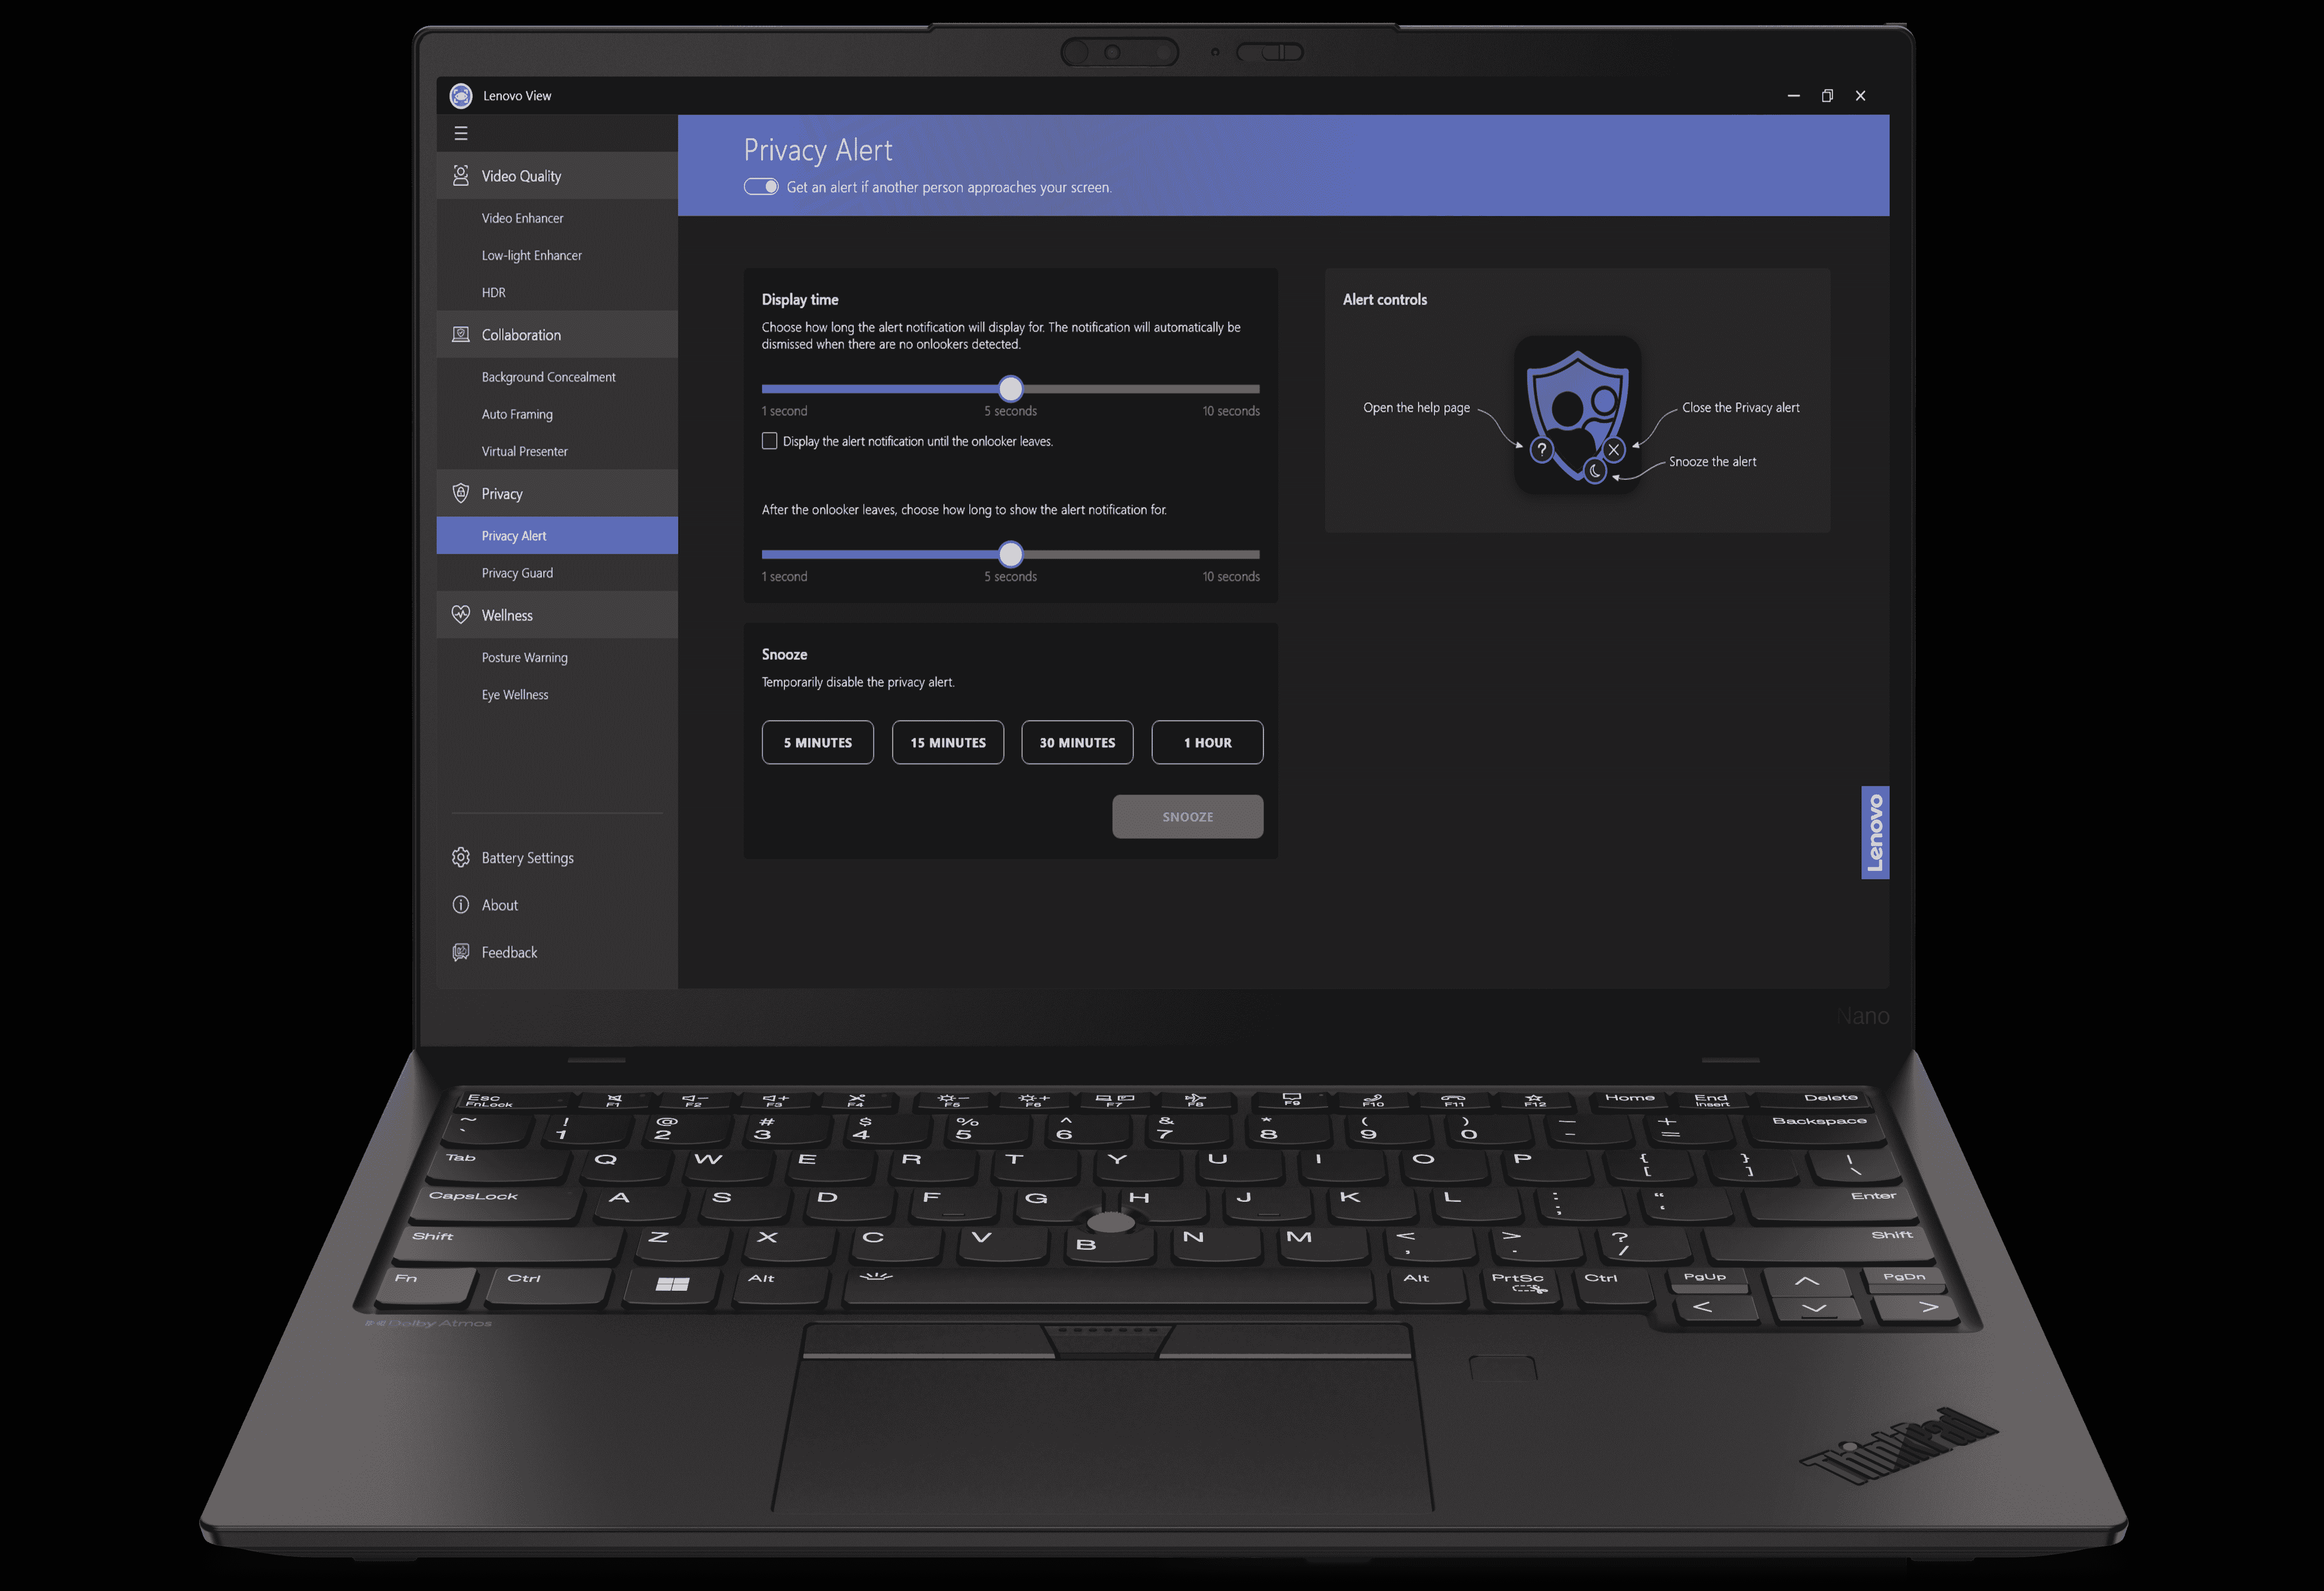 Lenovo View
Privacy Alert
Get an alert if another person approaches your screen.
Video Quality
Video Enhancer
Low-light Enhancer
HDR
Collaboration
Background Concealment
Auto Framing
Virtual Presenter
Privacy
Privacy Alert
Privacy Guard
Wellness
Posture Warning
Eye Wellness
Battery Settings
About
Feedback
Display time
Choose how long the alert notification will display for. The notification will automatically be
dismissed when there are no onlookers detected.
1 second 5 seconds 10 seconds
Display the alert notification until the onlooker leaves.
After the onlooker leaves, choose how long to show the alert notification for.
1 second 5 seconds 10 seconds
Snooze
Temporarily disable the privacy alert.
5 MINUTES 15 MINUTES 30 MINUTES 1 HOUR
SNOOZE
Alert controls
Open the help page
?
Close the Privacy alert
Snooze the alert
Lenovo
Nano
Esc F1 F2 F3 F4 F5 F6 F7 F8 F9 F10 F11 F12 Home End Delete
FnLock Insert
~ ! @ # $ % ^ & * ( ) — + Backspace
` 1 2 3 4 5 6 7 8 9 0 - =
Tab Q W E R T Y U I O P { } |
[ ] \
CapsLock A S D F G H J K L : “ Enter
; ‘
Shift Z X C V B N M < > ? Shift
, . /
Fn Ctrl Alt Alt PrtSc Ctrl PgUp PgDn
Dolby Atmos
ThinkPad